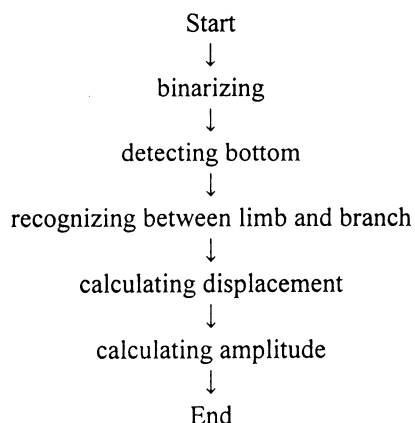 Start
↓
binarizing
↓
detecting bottom
↓
recognizing between limb and branch
↓
calculating displacement
↓
calculating amplitude
↓
End